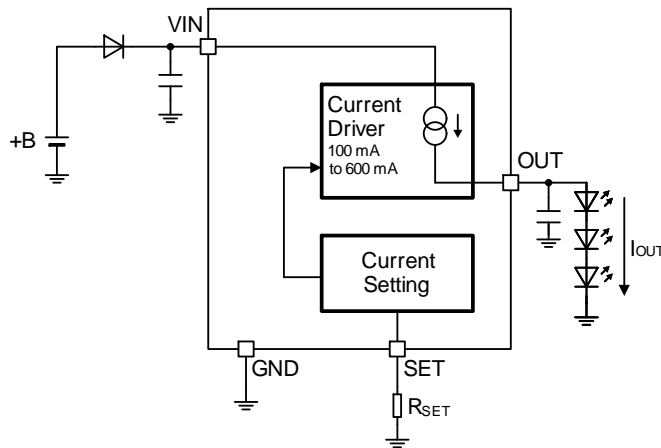 VIN
Current
Driver
100 mA
to 600 mA
+B
OUT
IOUT
Current
Setting
GND
SET
RSET